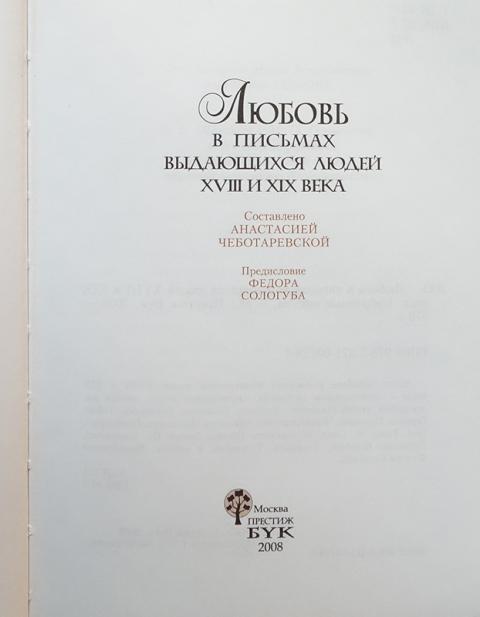 Любовь
в письмах
выдающихся людей
XVIII и XIX века
Составлено
АНАСТАСИЕЙ
ЧЕБОТАРЕВСКОЙ
Предисловие
ФЕДОРА
СОЛОГУБА
Москва
ПРЕСТИЖ
БУК
2008